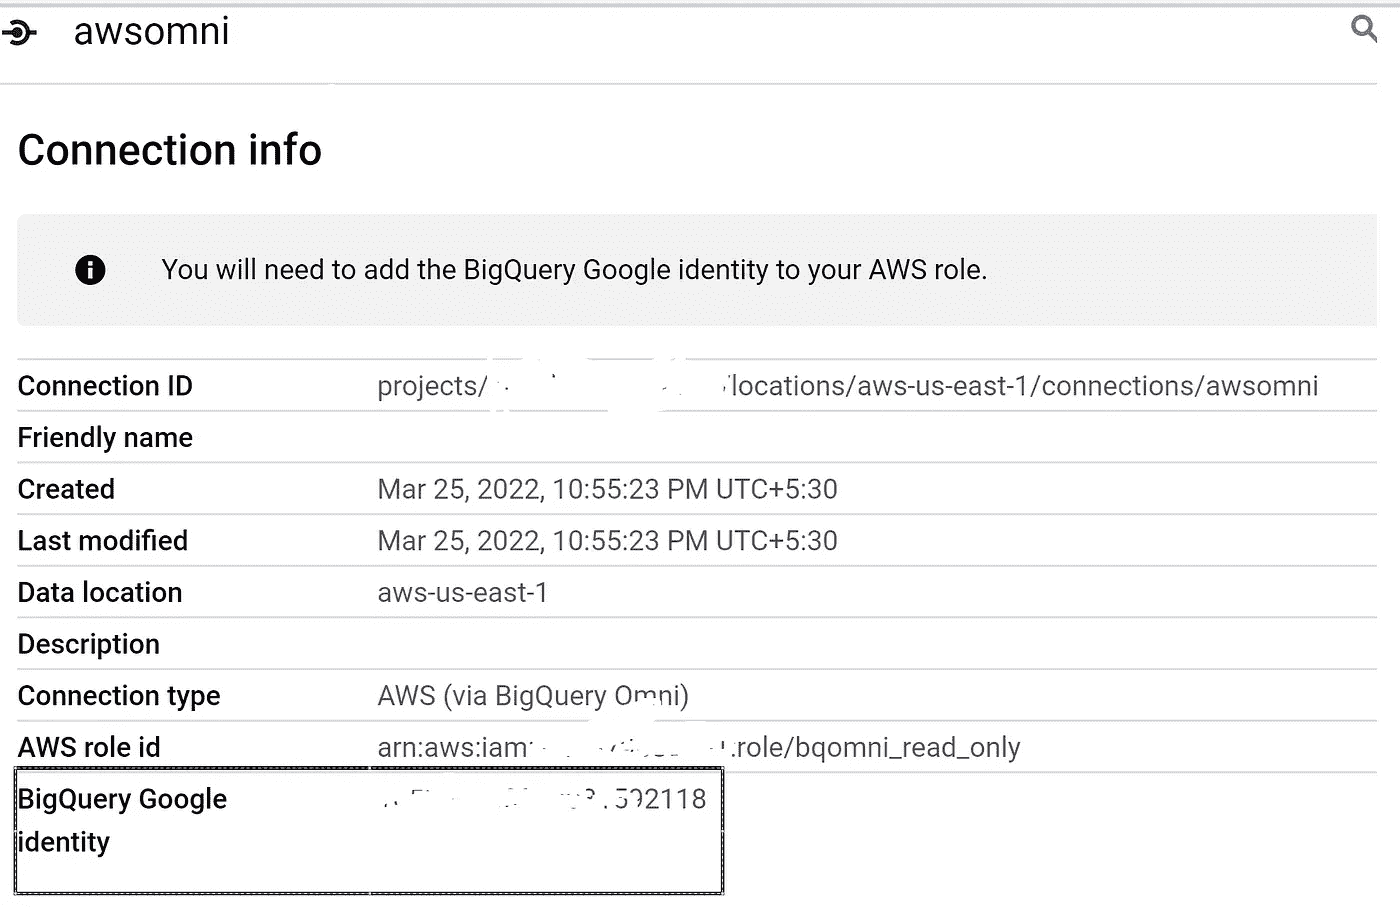 awsomni
Connection info
You will need to add the BigQuery Google identity to your AWS role.
Connection ID projects/ locations/aws-us-east-1/connections/awsomni
Friendly name
Created Mar 25, 2022, 10:55:23 PM UTC+5:30
Last modified Mar 25, 2022, 10:55:23 PM UTC+5:30
Data location aws-us-east-1
Description
Connection type AWS (via BigQuery Omni)
AWS role id arn:aws:iam: role/bqomni_read_only
BigQuery Google 592118
identity